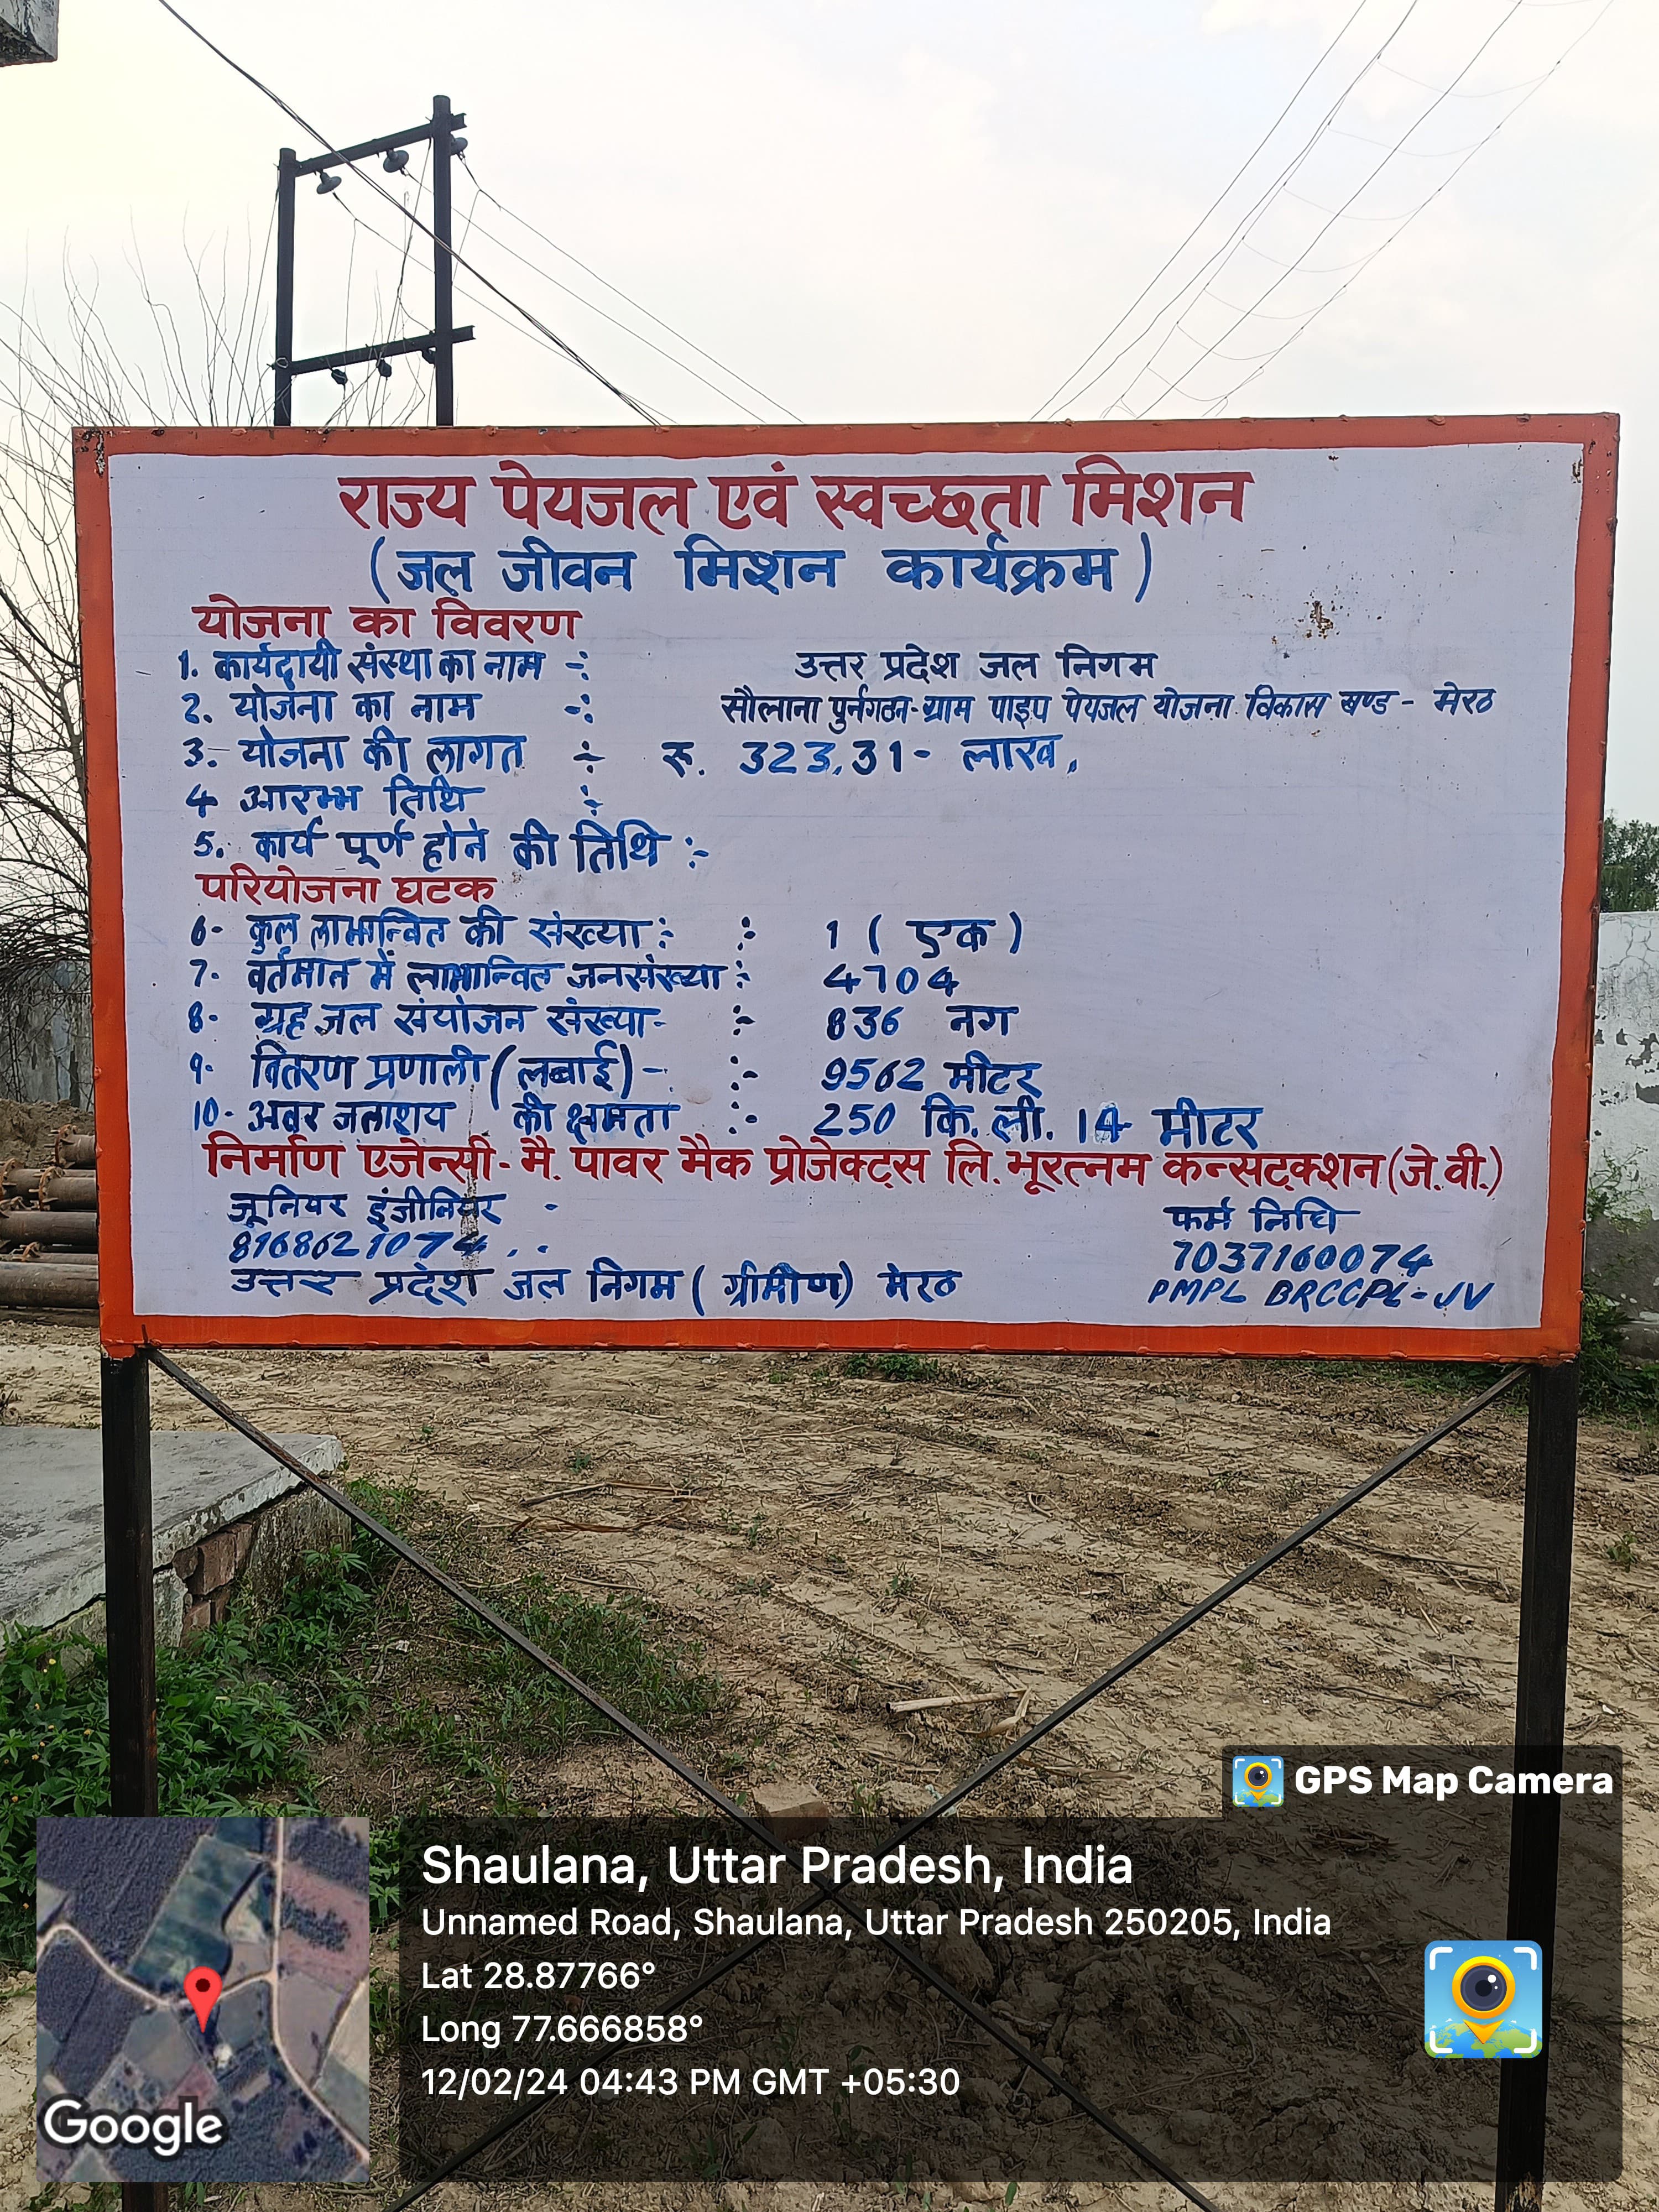 राज्य पेयजल एवं स्वच्छता मिशन
(जल जीवन मिशन कार्यक्रम)
योजना का विवरण
1. कार्यदायी संस्था का नाम -: उत्तर प्रदेश जल निगम
2. योजना का नाम -: सौलाना पुर्नगठन-ग्राम पाइप पेयजल योजना विकास खण्ड - मेरठ
3- योजना की लागत ÷ रू. 323.31- लाख.
4 आरम्भ तिथि ÷
5. कार्य पूर्ण होने की तिथि :-
परियोजना घटक
6- कुल लाभान्वित की संख्या :- :- 1 ( एक )
7- वर्तमान में लाभान्वित जनसंख्या :- 4704
8- ग्रह जल संयोजन संख्या- :- 836 नग
9- वितरण प्रणाली (लबाई) - :- 9562 मीटर
10- अवर जलाशय की क्षमता :- 250 कि.ली. 14 मीटर
निर्माण एजेन्सी- मै. पावर मैक प्रोजेक्ट्स लि. भूरत्नम कन्सटक्शन (जे.वी.)
जूनियर इंजीनियर -
8168621074
उत्तर प्रदेश जल निगम ( ग्रीमीण) मेरठ
फर्म निधि
7037160074
PMPL BRCCPL - JV
GPS Map Camera
Shaulana, Uttar Pradesh, India
Unnamed Road, Shaulana, Uttar Pradesh 250205, India
Lat 28.87766°
Long 77.666858°
12/02/24 04:43 PM GMT +05:30
Google